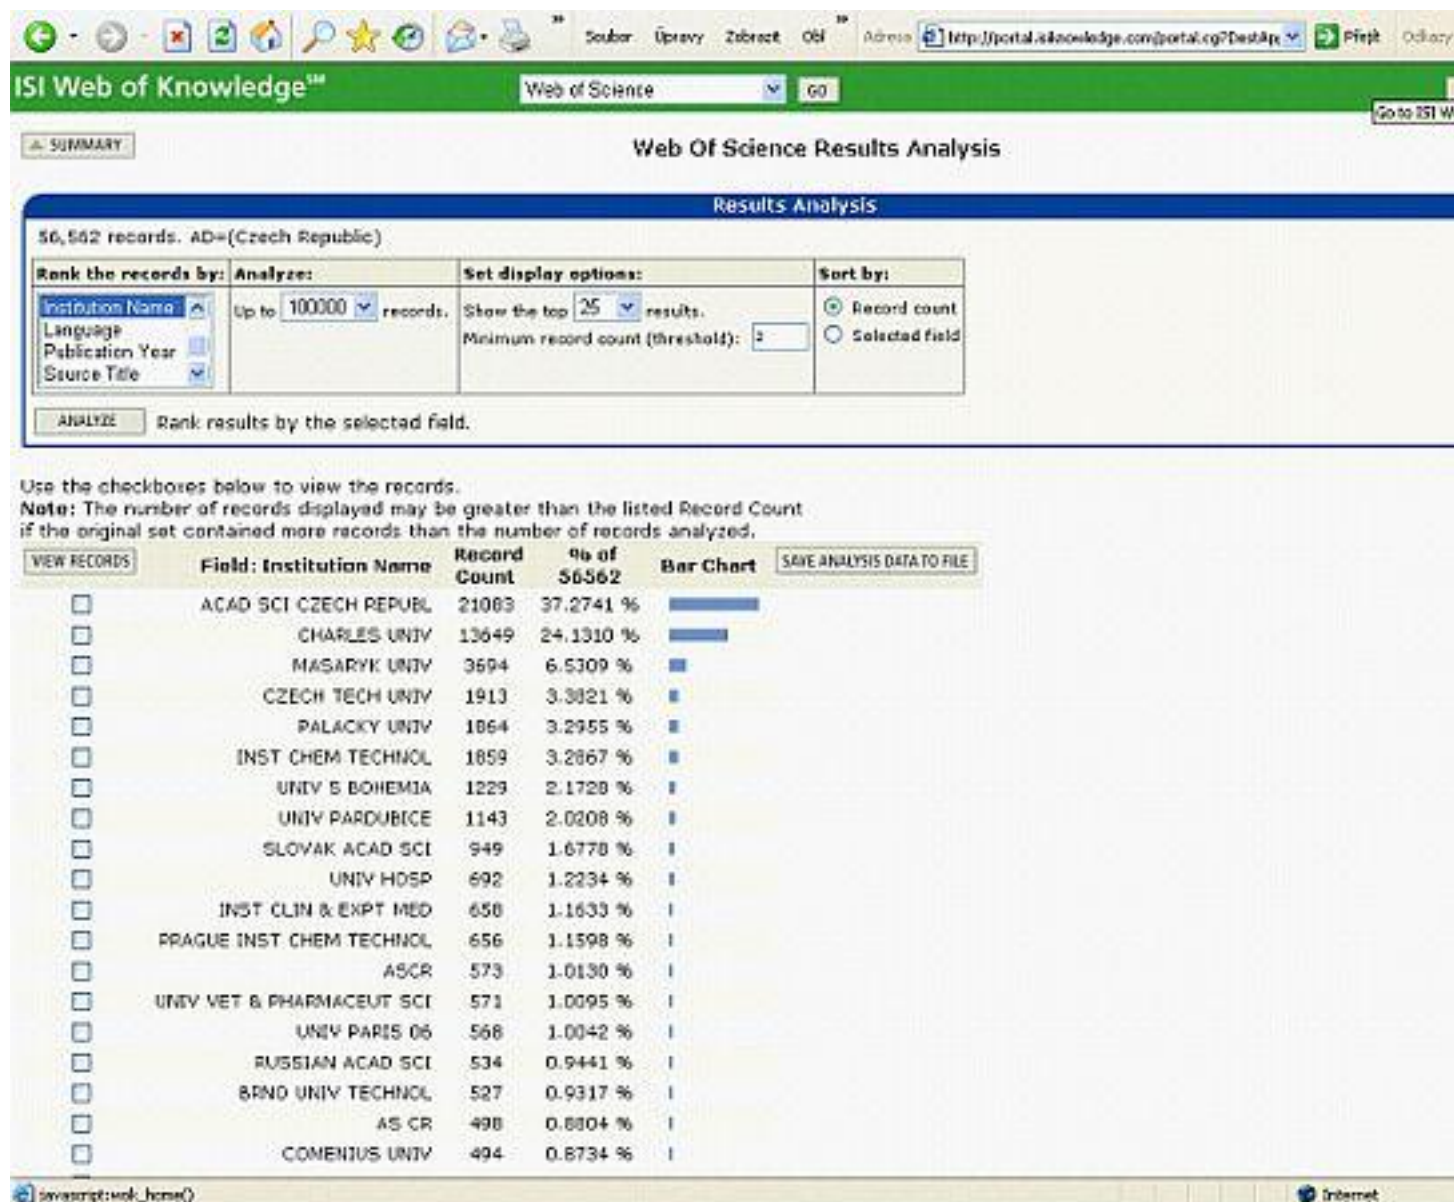 Soubor Úpravy Zobrazit Obl Adresa http://portal.isiknowledge.com/portal.cgi?DestApp Přejít Odkazy
ISI Web of Knowledge℠ Web of Science GO
Go to ISI W
SUMMARY Web Of Science Results Analysis
Results Analysis
56,562 records. AD=(Czech Republic)
Rank the records by: Analyze: Set display options: Sort by:
Institution Name Up to 100000 records. Show the top 25 results. Record count
Language Minimum record count (threshold): 2 Selected field
Publication Year
Source Title
ANALYZE Rank results by the selected field.
Use the checkboxes below to view the records.
Note: The number of records displayed may be greater than the listed Record Count
if the original set contained more records than the number of records analyzed.
VIEW RECORDS Field: Institution Name Record Count % of 56562 Bar Chart SAVE ANALYSIS DATA TO FILE
ACAD SCI CZECH REPUBL 21083 37.2741 %
CHARLES UNIV 13649 24.1310 %
MASARYK UNIV 3694 6.5309 %
CZECH TECH UNIV 1913 3.3821 %
PALACKY UNIV 1864 3.2955 %
INST CHEM TECHNOL 1859 3.2867 %
UNIV S BOHEMIA 1229 2.1728 %
UNIV PARDUBICE 1143 2.0208 %
SLOVAK ACAD SCI 949 1.6778 %
UNIV HOSP 692 1.2234 %
INST CLIN & EXPT MED 658 1.1633 %
PRAGUE INST CHEM TECHNOL 656 1.1598 %
ASCR 573 1.0130 %
UNIV VET & PHARMACEUT SCI 571 1.0095 %
UNIV PARIS 06 568 1.0042 %
RUSSIAN ACAD SCI 534 0.9441 %
BRNO UNIV TECHNOL 527 0.9317 %
AS CR 498 0.8804 %
COMENIUS UNIV 494 0.8734 %
javascript:wok_home() Internet